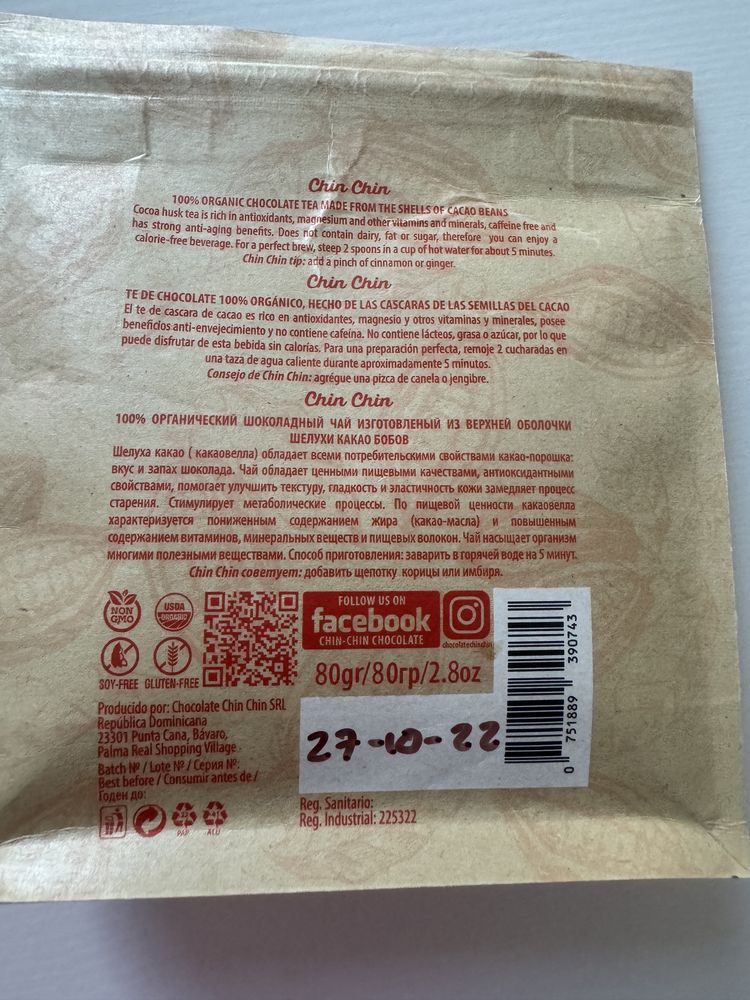 Chin Chin
100% ORGANIC CHOCOLATE TEA MADE FROM THE SHELLS OF CACAO BEANS
Cocoa husk tea is rich in antioxidants, magnesium and other vitamins and minerals, caffeine free and
has strong anti-aging benefits. Does not contain dairy, fat or sugar, therefore you can enjoy a
calorie-free beverage. For a perfect brew, steep 2 spoons in a cup of hot water for about 5 minutes.
Chin Chin tip: add a pinch of cinnamon or ginger.
Chin Chin
TE DE CHOCOLATE 100% ORGÁNICO, HECHO DE LAS CASCARAS DE LAS SEMILLAS DEL CACAO
El te de cascara de cacao es rico en antioxidantes, magnesio y otros vitaminas y minerales, posee
beneficios anti-envejecimiento y no contiene cafeína. No contiene lácteos, grasa o azúcar, por lo que
puede disfrutar de esta bebida sin calorías. Para una preparación perfecta, remoje 2 cucharadas en
una taza de agua caliente durante aproximadamente 5 minutos.
Consejo de Chin Chin: agrégue una pizca de canela o jengibre.
Chin Chin
100% ОРГАНИЧЕСКИЙ ШОКОЛАДНЫЙ ЧАЙ ИЗГОТОВЛЕНЫЙ ИЗ ВЕРХНЕЙ ОБОЛОЧКИ
ШЕЛУХИ КАКАО БОБОВ
Шелуха какао ( какаовелла) обладает всеми потребительскими свойствами какао-порошка:
вкус и запах шоколада. Чай обладает ценными пищевыми качествами, антиоксидантными
свойствами, помогает улучшить текстуру, гладкость и эластичность кожи замедляет процесс
старения. Стимулирует метаболические процессы. По пищевой ценности какаовелла
характеризуется пониженным содержанием жира (какао-масла) и повышенным
содержанием витаминов, минеральных веществ и пищевых волокон. Чай насыщает организм
многими полезными веществами. Способ приготовления: заварить в горячей воде на 5 минут.
Chin Chin советует: добавить щепотку корицы или имбиря.
NON
GMO
USDA
ORGANIC
SOY-FREE GLUTEN-FREE
FOLLOW US ON
facebook
CHIN-CHIN CHOCOLATE
chocolatechinchin
80gr/80гр/2.8oz
Producido por: Chocolate Chin Chin SRL
República Dominicana
23301 Punta Cana, Bávaro,
Palma Real Shopping Village
Batch № / Lote № / Серия №:
Best before / Consumir antes de /
Годен до:
27-10-22
0 751889 390743
Reg. Sanitario:
Reg. Industrial: 225322
PAP
ALU